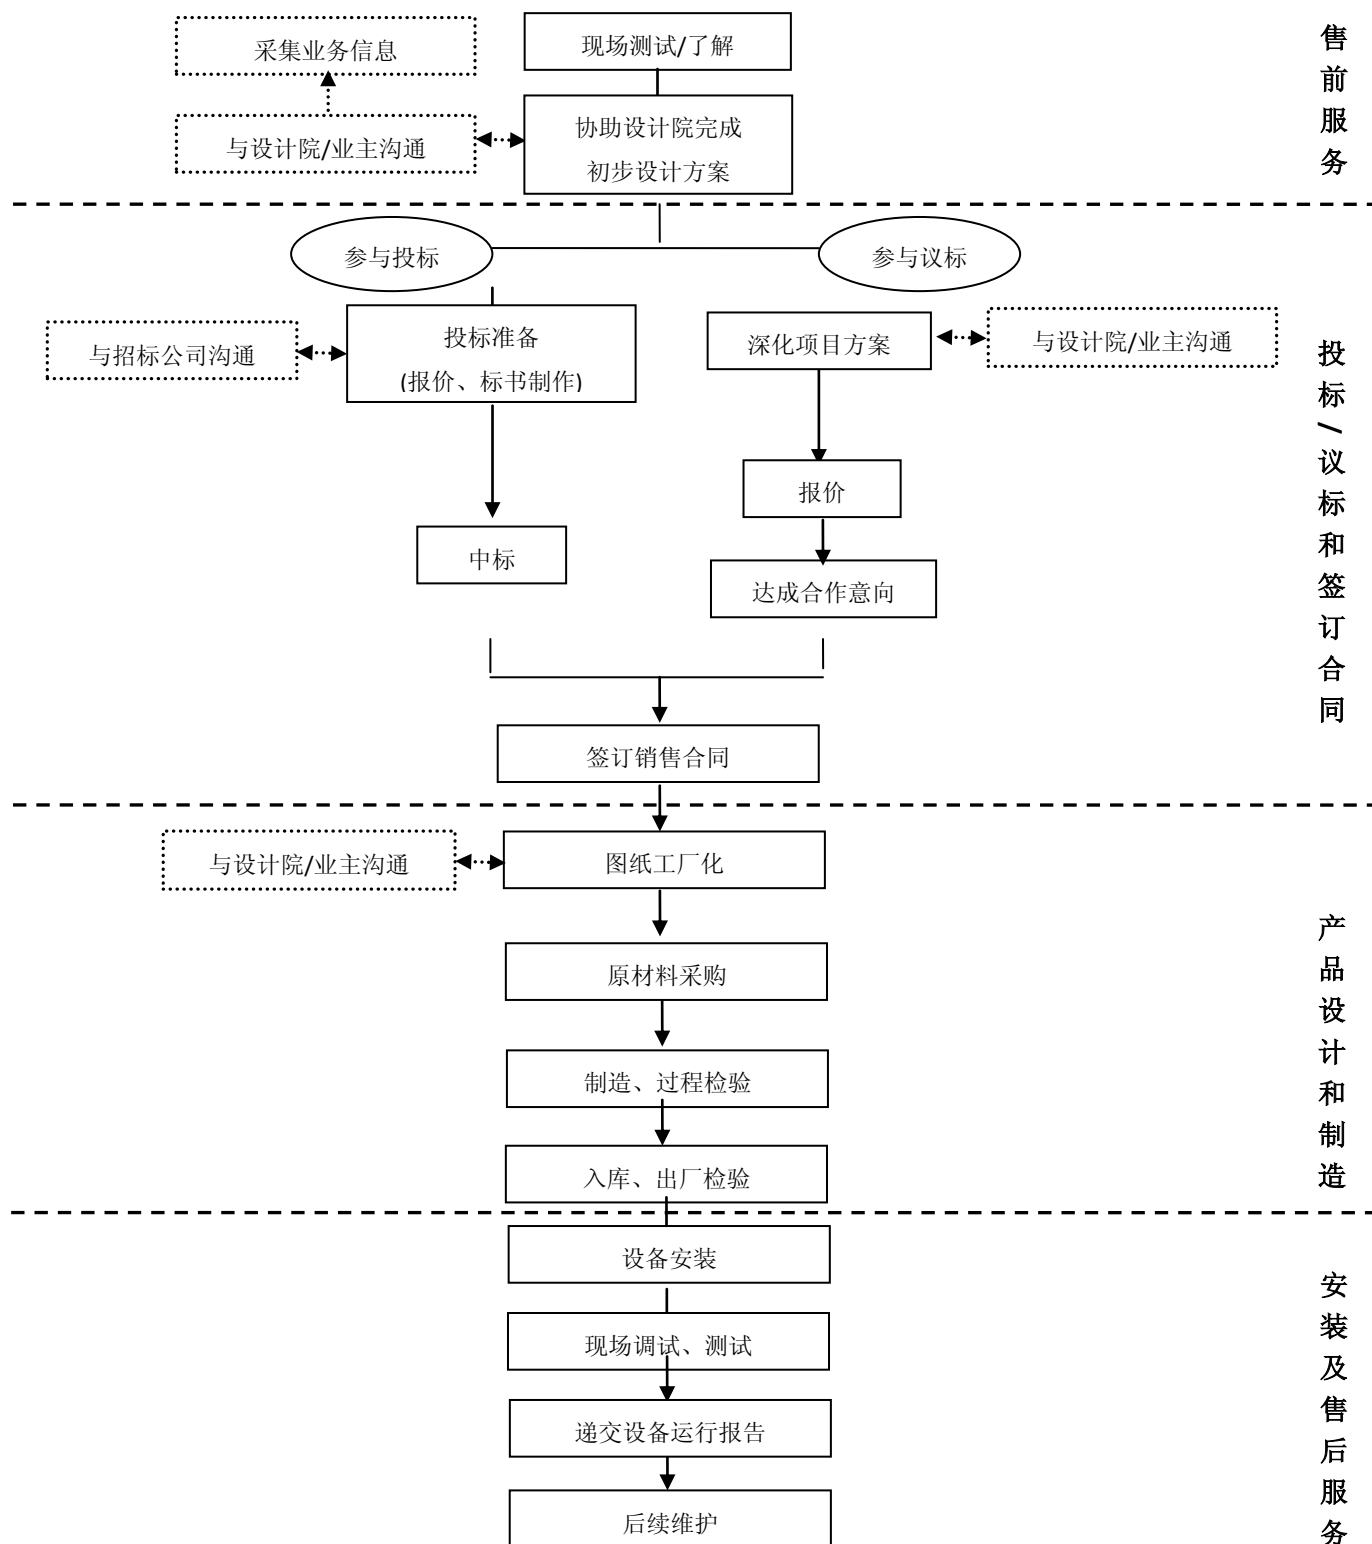 采集业务信息
现场测试/了解
与设计院/业主沟通
协助设计院完成
初步设计方案
售前服务
参与投标
参与议标
与招标公司沟通
投标准备
(报价、标书制作)
深化项目方案
与设计院/业主沟通
报价
中标
达成合作意向
签订销售合同
投标/议标和签订合同
与设计院/业主沟通
图纸工厂化
原材料采购
制造、过程检验
入库、出厂检验
产品设计和制造
设备安装
现场调试、测试
递交设备运行报告
后续维护
安装及售后服务